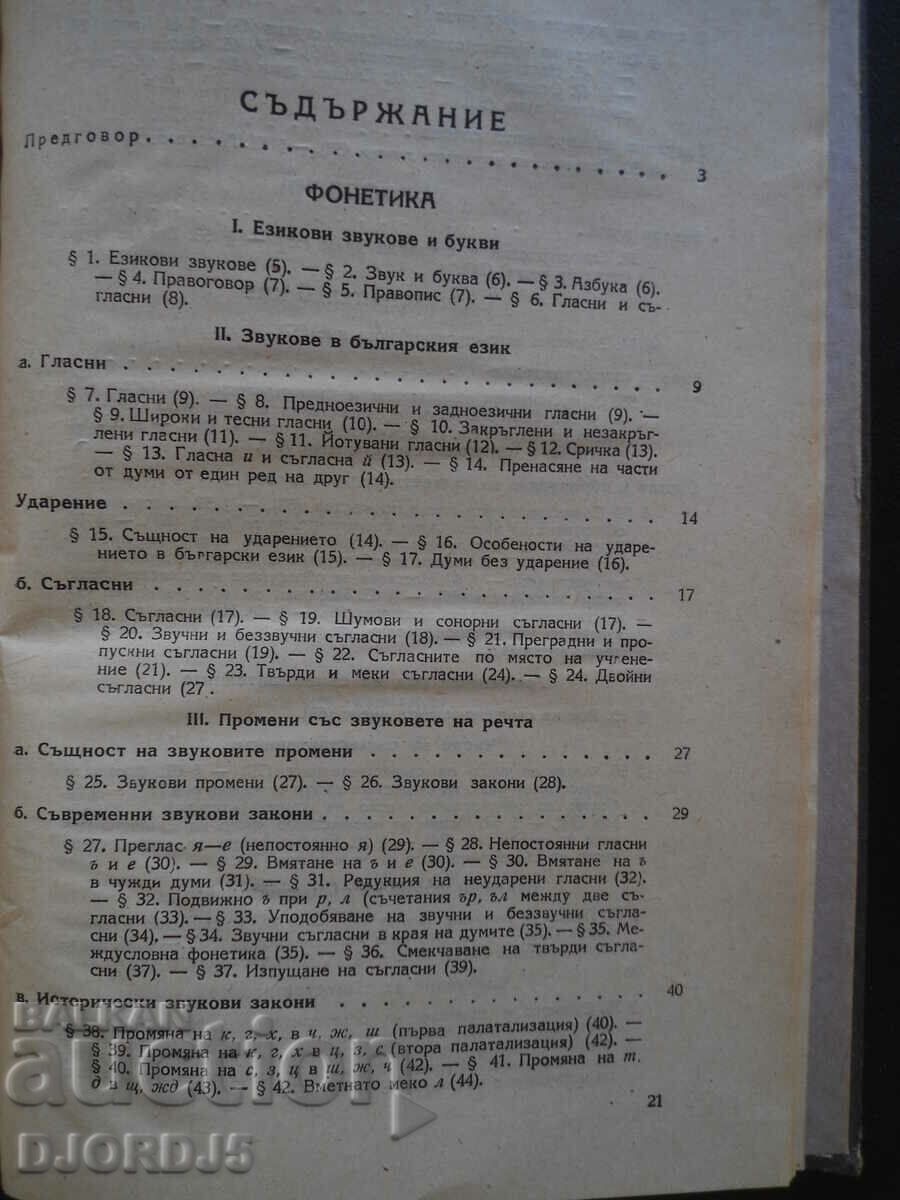 СЪДЪРЖАНИЕ
Предговор. . . . . . . . . . . . . . . . . . . . . . 3
ФОНЕТИКА
I. Езикови звукове и букви
§ 1. Езикови звукове (5). — § 2. Звук и буква (6). — § 3. Азбука (6).
— § 4. Правоговор (7). — § 5. Правопис (7). — § 6. Гласни и съ-
гласни (8).
II. Звукове в българския език
а. Гласни . . . . . . . . . . . . . . . . . . . . . . 9
§ 7. Гласни (9). — § 8. Предноезични и задноезични гласни (9). —
§ 9. Широки и тесни гласни (10). — § 10. Закръглени и незакръг-
лени гласни (11). — § 11. Йотувани гласни (12). — § 12. Сричка (13).
— § 13. Гласна и и съгласна й (13). — § 14. Пренасяне на части
от думи от един ред на друг (14).
Ударение . . . . . . . . . . . . . . . . . . . . . . 14
§ 15. Същност на ударението (14). — § 16. Особености на ударе-
нието в български език (15). — § 17. Думи без ударение (16).
б. Съгласни . . . . . . . . . . . . . . . . . . . . . 17
§ 18. Съгласни (17). — § 19. Шумови и сонорни съгласни (17). —
§ 20. Звучни и беззвучни съгласни (18). — § 21. Преградни и про-
пускни съгласни (19). — § 22. Съгласните по място на учленене-
ние (21). — § 23. Твърди и меки съгласни (24). — § 24. Двойни
съгласни (27 .
III. Промени със звуковете на речта
а. Същност на звуковите промени . . . . . . . . . . . . . . 27
§ 25. Звукови промени (27). — § 26. Звукови закони (28).
б. Съвременни звукови закони . . . . . . . . . . . . . . . . 29
§ 27. Преглас я—е (непостоянно я) (29). — § 28. Непостоянни гласни
ъ и е (30). — § 29. Вмятане на ъ и е (30). — § 30. Вмятане на ъ
в чужди думи (31). — § 31. Редукция на неударени гласни (32).
— § 32. Подвижно ъ при р, л (съчетания ър, ъл между две съ-
гласни (33). — § 33. Уподобяване на звучни и беззвучни съгла-
сни (34). — § 34. Звучни съгласни в края на думите (35). — § 35. Ме-
ждусловна фонетика (35). — § 36. Смекчаване на твърди съгла-
сни (37). — § 37. Изпущане на съгласни (39).
в. Исторически звукови закони . . . . . . . . . . . . . . . 40
§ 38. Промяна на к, г, х, в ч, ж, ш (първа палатализация) (40). —
§ 39. Промяна на к, г, х в ц, з, с (втора палатализация) (42). —
§ 40. Промяна на с, з, ц в ш, ж, ч (42). — § 41. Промяна на т,
д в щ, жд (43). — § 42. Вметнато меко л (44).
21
BALKAN
auction
DJORDJ5